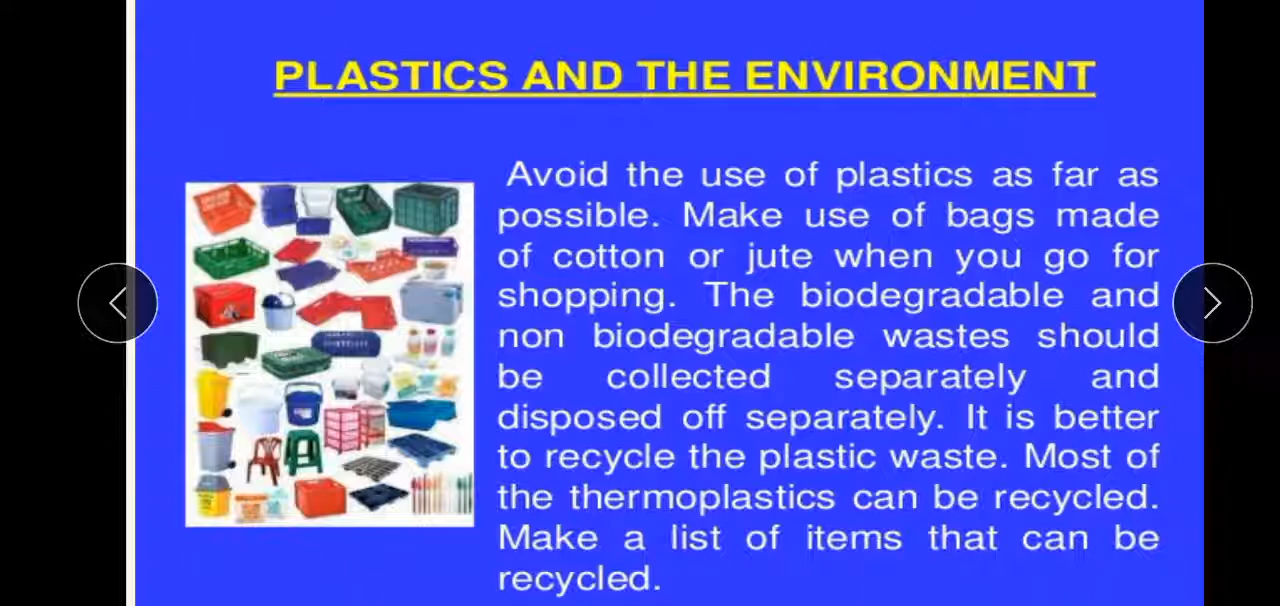 PLASTICS AND THE ENVIRONMENT
Avoid the use of plastics as far as
possible. Make use of bags made
of cotton or jute when you go for
shopping. The biodegradable and
non biodegradable wastes should
be collected separately and
disposed off separately. It is better
to recycle the plastic waste. Most of
the thermoplastics can be recycled.
Make a list of items that can be
recycled.